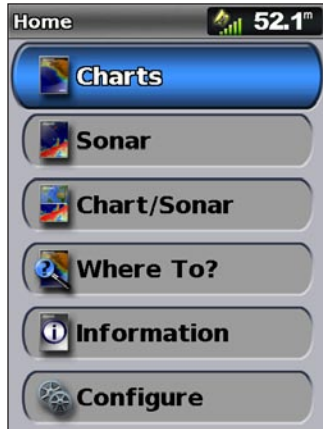 Home 52.1m
Charts
Sonar
Chart/Sonar
Where To?
Information
Configure